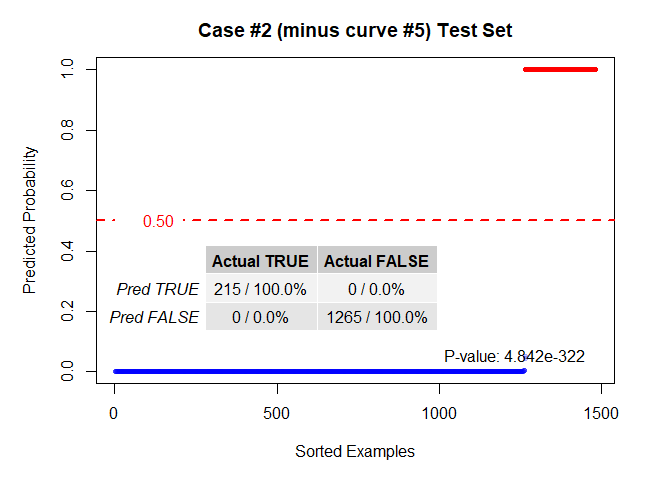 Case #2 (minus curve #5) Test Set
Predicted Probability
1.0
0.8
0.6
0.4
0.2
0.0
0.50
Actual TRUE Actual FALSE
Pred TRUE 215 / 100.0% 0 / 0.0%
Pred FALSE 0 / 0.0% 1265 / 100.0%
P-value: 4.842e-322
0 500 1000 1500
Sorted Examples